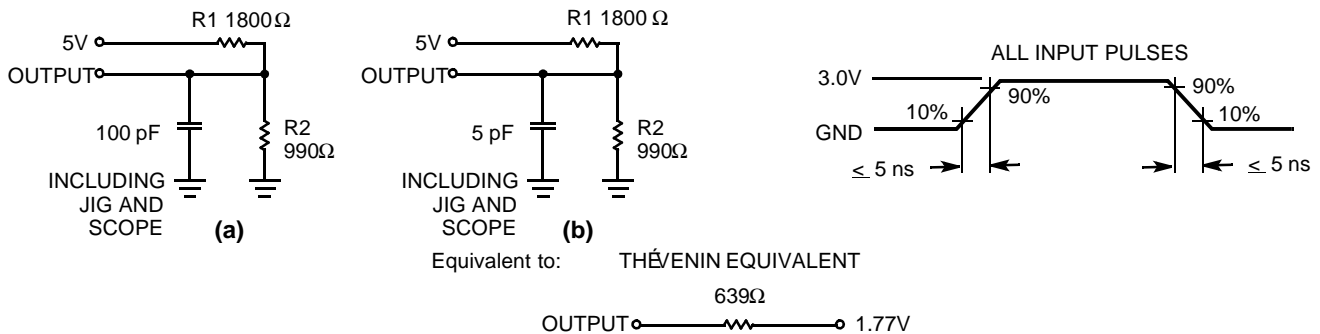 R1 1800 Ω
5V
OUTPUT
100 pF
R2
990Ω
INCLUDING
JIG AND
SCOPE
(a)
R1 1800 Ω
5V
OUTPUT
5 pF
R2
990Ω
INCLUDING
JIG AND
SCOPE
(b)
ALL INPUT PULSES
3.0V
90%
90%
10%
10%
GND
≤ 5 ns
≤ 5 ns
Equivalent to: THÉVENIN EQUIVALENT
639Ω
OUTPUT
1.77V